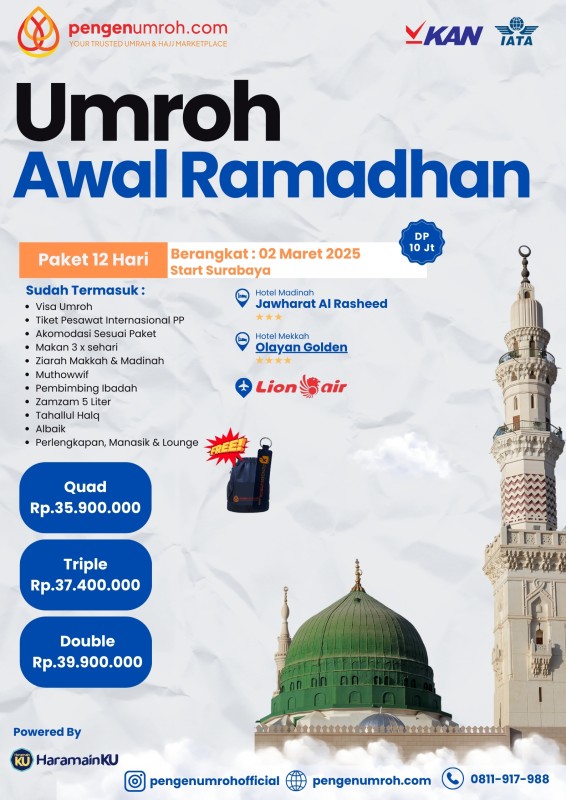 pengenumroh.com
YOUR TRUSTED UMRAH & HAJJ MARKETPLACE
KAN
IATA
Umroh
Awal Ramadhan
DP
10 Jt
Paket 12 Hari
Berangkat : 02 Maret 2025
Start Surabaya
Sudah Termasuk :
Visa Umroh
Tiket Pesawat Internasional PP
Akomodasi Sesuai Paket
Makan 3 x sehari
Ziarah Makkah & Madinah
Muthowwif
Pembimbing Ibadah
Zamzam 5 Liter
Tahallul Halq
Albaik
Perlengkapan, Manasik & Lounge
Hotel Madinah
Jawharat Al Rasheed
Hotel Mekkah
Olayan Golden
Lion air
FREE!
Quad
Rp.35.900.000
Triple
Rp.37.400.000
Double
Rp.39.900.000
Powered By
HaramainKU
pengenumrohofficial
pengenumroh.com
0811-917-988